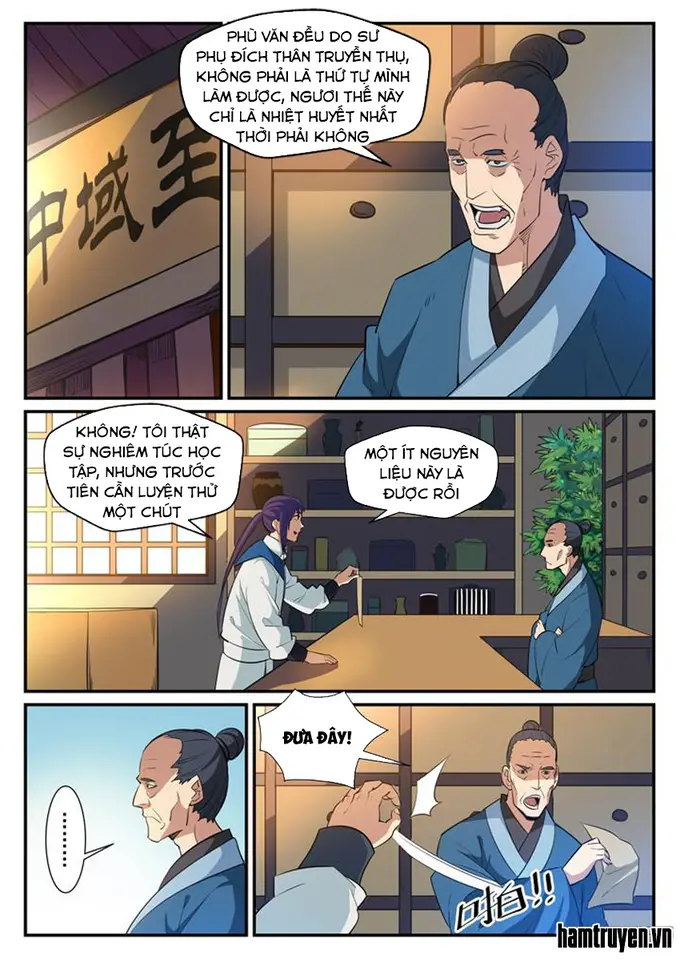 PHÙ VĂN ĐỀU DO SƯ
PHỤ ĐÍCH THÂN TRUYỀN THỤ,
KHÔNG PHẢI LÀ THỨ TỰ MÌNH
LÀM ĐƯỢC, NGƯƠI THẾ NÀY
CHỈ LÀ NHIỆT HUYẾT NHẤT
THỜI PHẢI KHÔNG
中域至
KHÔNG! TÔI THẬT
SỰ NGHIÊM TÚC HỌC
TẬP, NHƯNG TRƯỚC
TIÊN CẦN LUYỆN THỬ
MỘT CHÚT
MỘT ÍT NGUYÊN
LIỆU NÀY LÀ
ĐƯỢC RỒI
........
ĐƯA ĐÂY!
啪!!
hamtruyen.vn